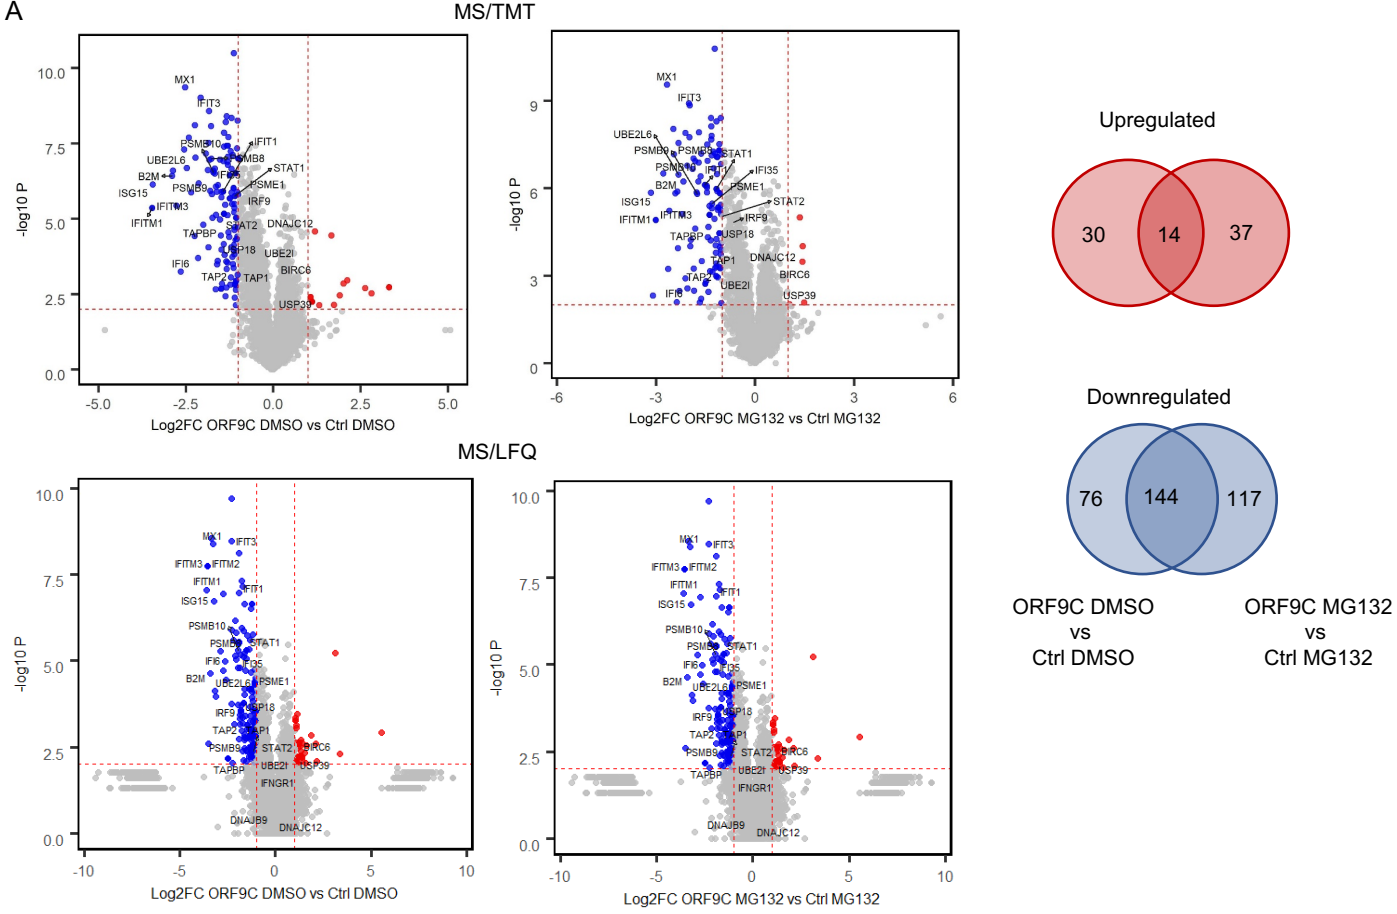 A
MS/TMT
-log10 P
10.0
7.5
5.0
2.5
0.0
MX1
IFIT3
PSMB10
IFIT1
UBE2L6
PSMB8
STAT1
B2M
PSMB9
PSME1
ISG15
IFITM3
IRF9
IFITM1
STAT2
DNAJC12
TAPBP
USP18
UBE2I
IFI6
TAP2
TAP1
BIRC6
USP39
-5.0
-2.5
0.0
2.5
5.0
Log2FC ORF9C DMSO vs Ctrl DMSO
-log10 P
9
6
3
0
MX1
IFIT3
UBE2L6
PSMB9
PSMB8
STAT1
PSMB10
IFIT1
IFI35
B2M
PSME1
ISG15
STAT2
IFITM1
IFITM3
IRF9
TAPBP
USP18
TAP1
DNAJC12
TAP2
BIRC6
UBE2I
IFI6
USP39
-6
-3
0
3
6
Log2FC ORF9C MG132 vs Ctrl MG132
Upregulated
30
14
37
Downregulated
76
144
117
ORF9C DMSO
vs
Ctrl DMSO
ORF9C MG132
vs
Ctrl MG132
MS/LFQ
-log10 P
10.0
7.5
5.0
2.5
0.0
MX1
IFIT3
IFITM3
IFITM2
IFITM1
IFIT1
ISG15
PSMB10
STAT1
IFI6
IFI35
B2M
UBE2L6
PSME1
IRF9
USP18
TAP2
TAP1
PSMB9
STAT2
BIRC6
TAPBP
UBE2I
USP39
IFNGR1
DNAJB9
DNAJC12
-10
-5
0
5
10
Log2FC ORF9C DMSO vs Ctrl DMSO
-log10 P
10.0
7.5
5.0
2.5
0.0
MX1
IFIT3
IFITM3
IFITM2
IFITM1
IFIT1
ISG15
PSMB10
STAT1
IFI6
IFI35
B2M
UBE2L6
PSME1
IRF9
USP18
TAP2
TAP1
PSMB9
STAT2
BIRC6
TAPBP
UBE2I
USP39
IFNGR1
DNAJB9
DNAJC12
-10
-5
0
5
10
Log2FC ORF9C MG132 vs Ctrl MG132